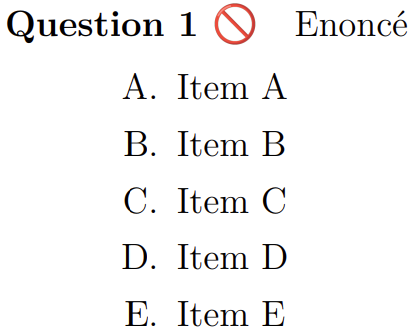 Question 1 🚫 Enoncé
A. Item A
B. Item B
C. Item C
D. Item D
E. Item E